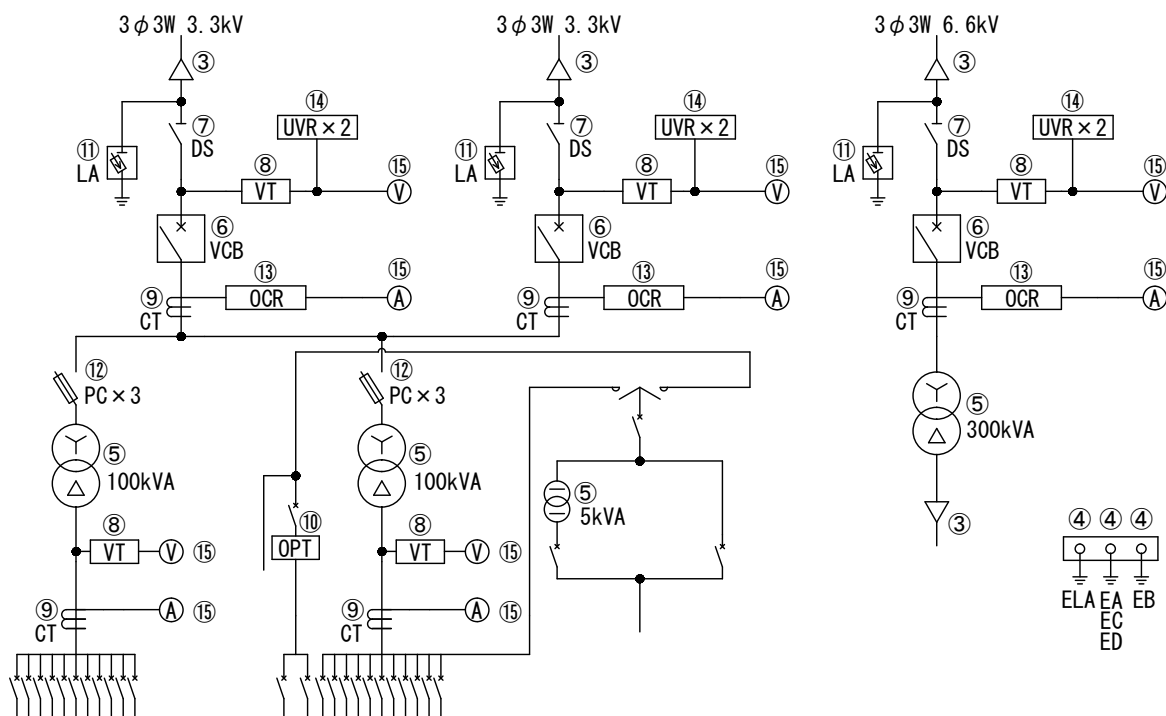 3φ3W 3.3kV 3φ3W 3.3kV 3φ3W 6.6kV
③ ③ ③
⑭ ⑭ ⑭
⑦ UVR×2 ⑦ UVR×2 ⑦ UVR×2
⑪ DS ⑪ DS ⑪ DS
LA ⑧ ⑮ LA ⑧ ⑮ LA ⑧ ⑮
VT V VT V VT V
⑥ ⑥ ⑥
VCB VCB VCB
⑬ ⑮ ⑬ ⑮ ⑬ ⑮
⑨ OCR A ⑨ OCR A ⑨ OCR A
CT CT CT
⑫ ⑫
PC×3 PC×3
⑤ ⑤ ⑤
100kVA 100kVA 300kVA
⑤
5kVA
⑩ ③
⑧ OPT ⑧ ④ ④ ④
VT V ⑮ VT V ⑮
⑨ A ⑮ ⑨ A ⑮ ELA EA EB
CT CT EC
ED